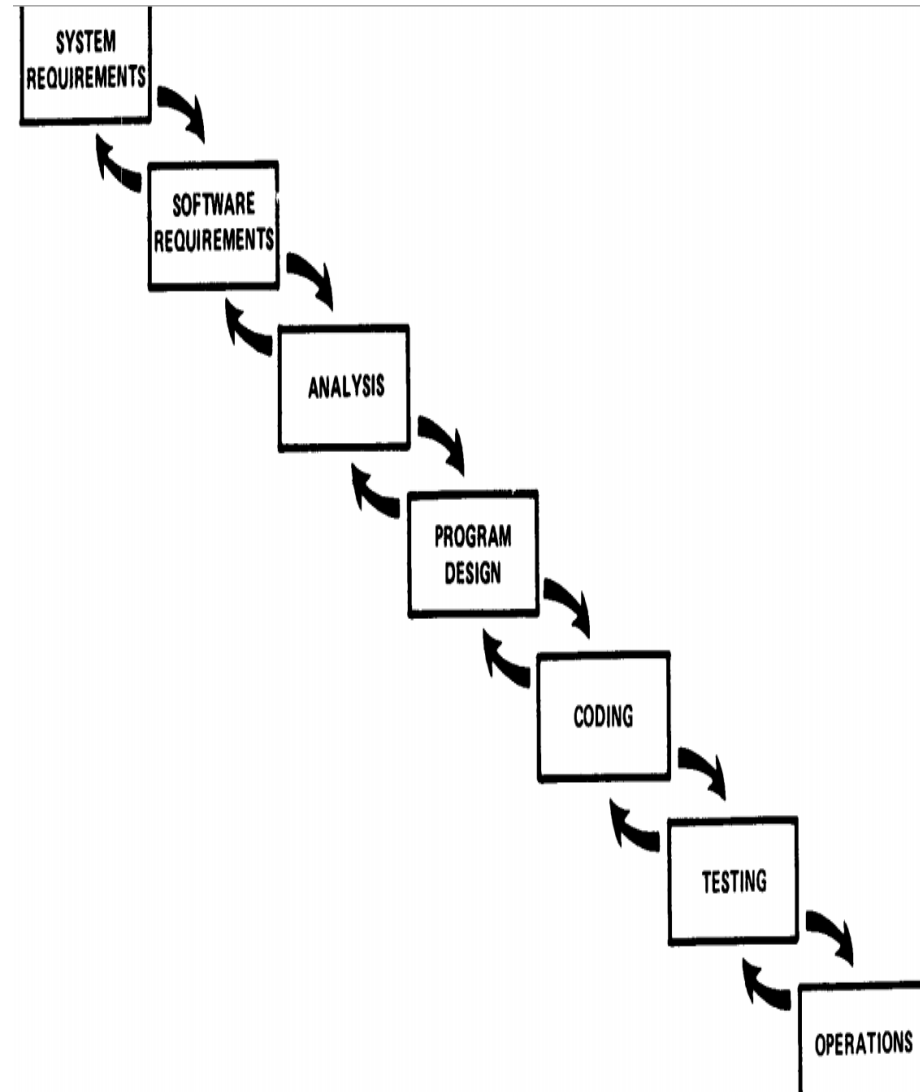 SYSTEM
REQUIREMENTS
SOFTWARE
REQUIREMENTS
ANALYSIS
PROGRAM
DESIGN
CODING
TESTING
OPERATIONS